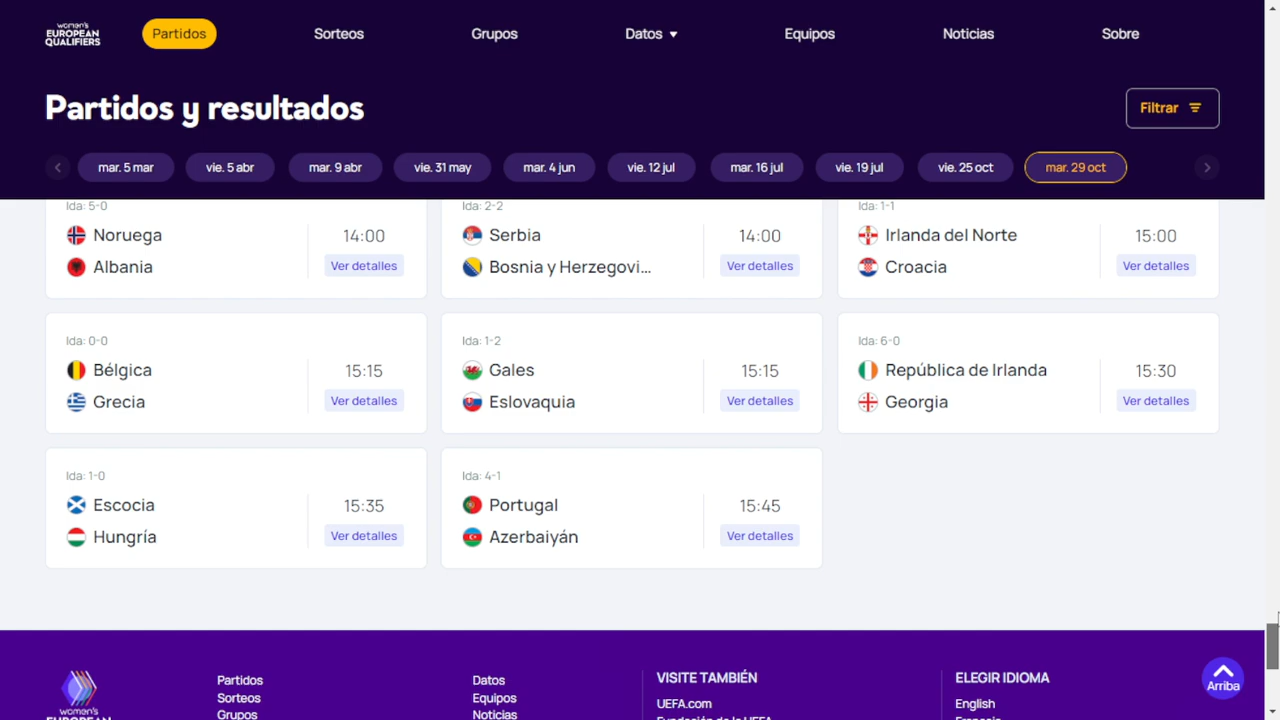 women's
EUROPEAN
QUALIFIERS
Partidos
Sorteos
Grupos
Datos
Equipos
Noticias
Sobre
Partidos y resultados
Filtrar
mar. 5 mar
vie. 5 abr
mar. 9 abr
vie. 31 may
mar. 4 jun
vie. 12 jul
mar. 16 jul
vie. 19 jul
vie. 25 oct
mar. 29 oct
Ida: 5-0
Noruega
14:00
Albania
Ver detalles
Ida: 2-2
Serbia
14:00
Bosnia y Herzegovi...
Ver detalles
Ida: 1-1
Irlanda del Norte
15:00
Croacia
Ver detalles
Ida: 0-0
Bélgica
15:15
Grecia
Ver detalles
Ida: 1-2
Gales
15:15
Eslovaquia
Ver detalles
Ida: 6-0
República de Irlanda
15:30
Georgia
Ver detalles
Ida: 1-0
Escocia
15:35
Hungría
Ver detalles
Ida: 4-1
Portugal
15:45
Azerbaiyán
Ver detalles
women's
EUROPEAN
Partidos
Sorteos
Grupos
Datos
Equipos
Noticias
VISITE TAMBIÉN
UEFA.com
Fundación de la UEFA
ELEGIR IDIOMA
English
Français
Arriba